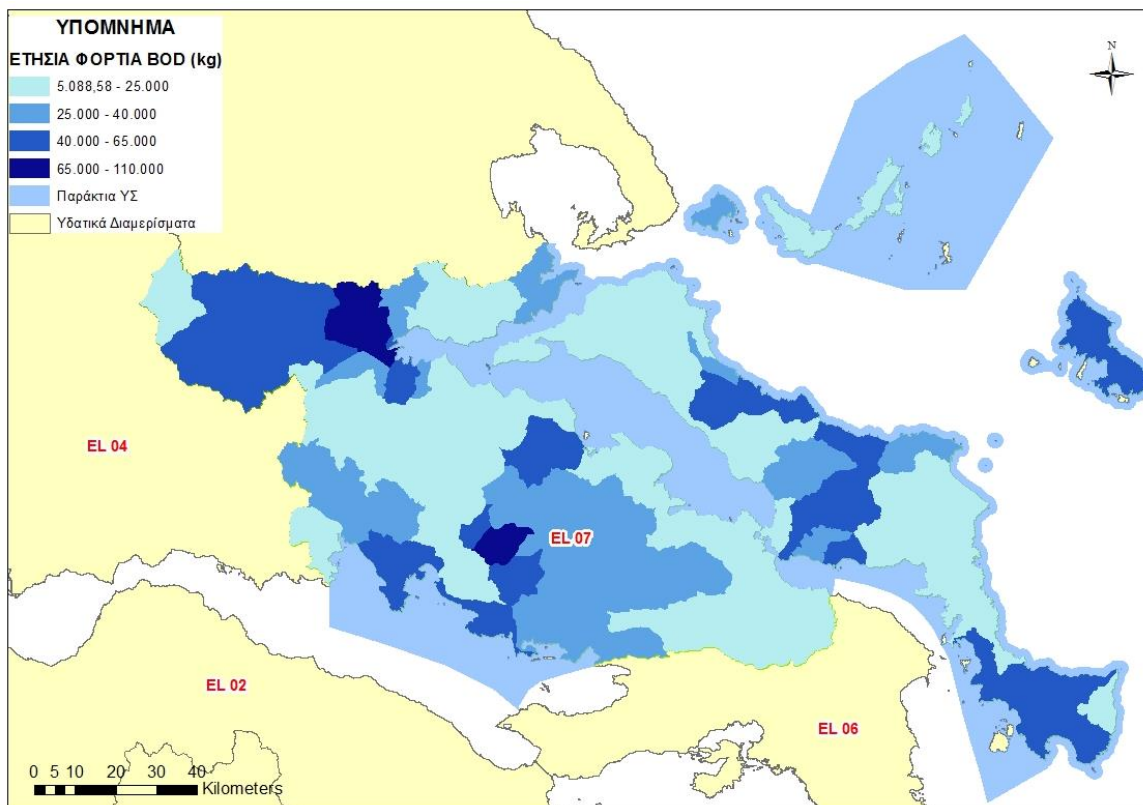 ΥΠΟΜΝΗΜΑ
ΕΤΗΣΙΑ ΦΟΡΤΙΑ BOD (kg)
5.088,58 - 25.000
25.000 - 40.000
40.000 - 65.000
65.000 - 110.000
Παράκτια ΥΣ
Υδατικά Διαμερίσματα
N
EL 04
EL 07
EL 02
EL 06
0 5 10 20 30 40
Kilometers